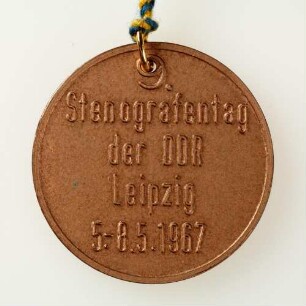 9.
Stenografentag
der DDR
Leipzig
5.-8.5.1967